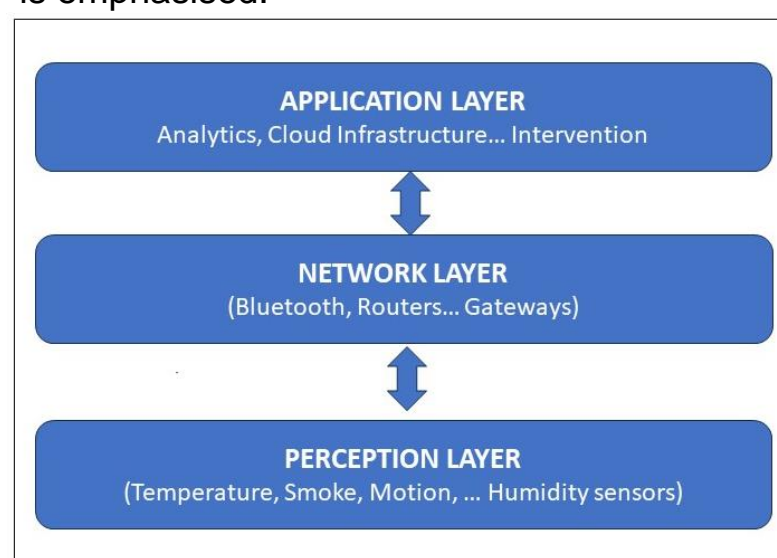 is emphasised.
APPLICATION LAYER
Analytics, Cloud Infrastructure... Intervention
NETWORK LAYER
(Bluetooth, Routers... Gateways)
PERCEPTION LAYER
(Temperature, Smoke, Motion, ... Humidity sensors)